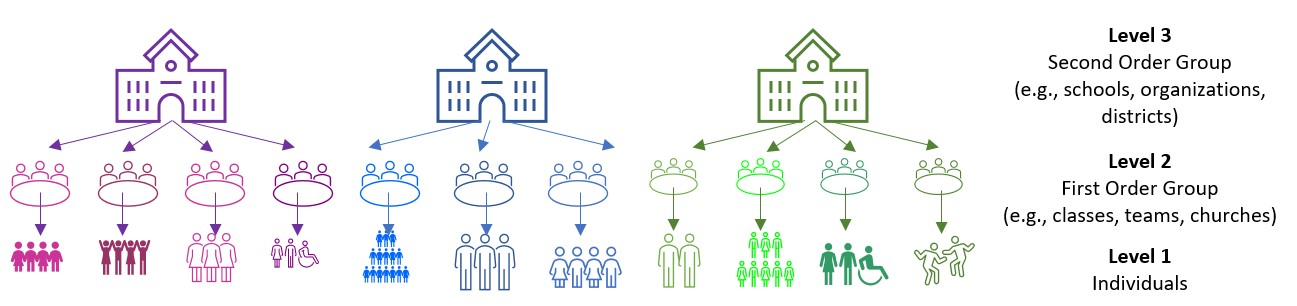 Level 3
Second Order Group
(e.g., schools, organizations,
districts)
Level 2
First Order Group
(e.g., classes, teams, churches)
Level 1
Individuals